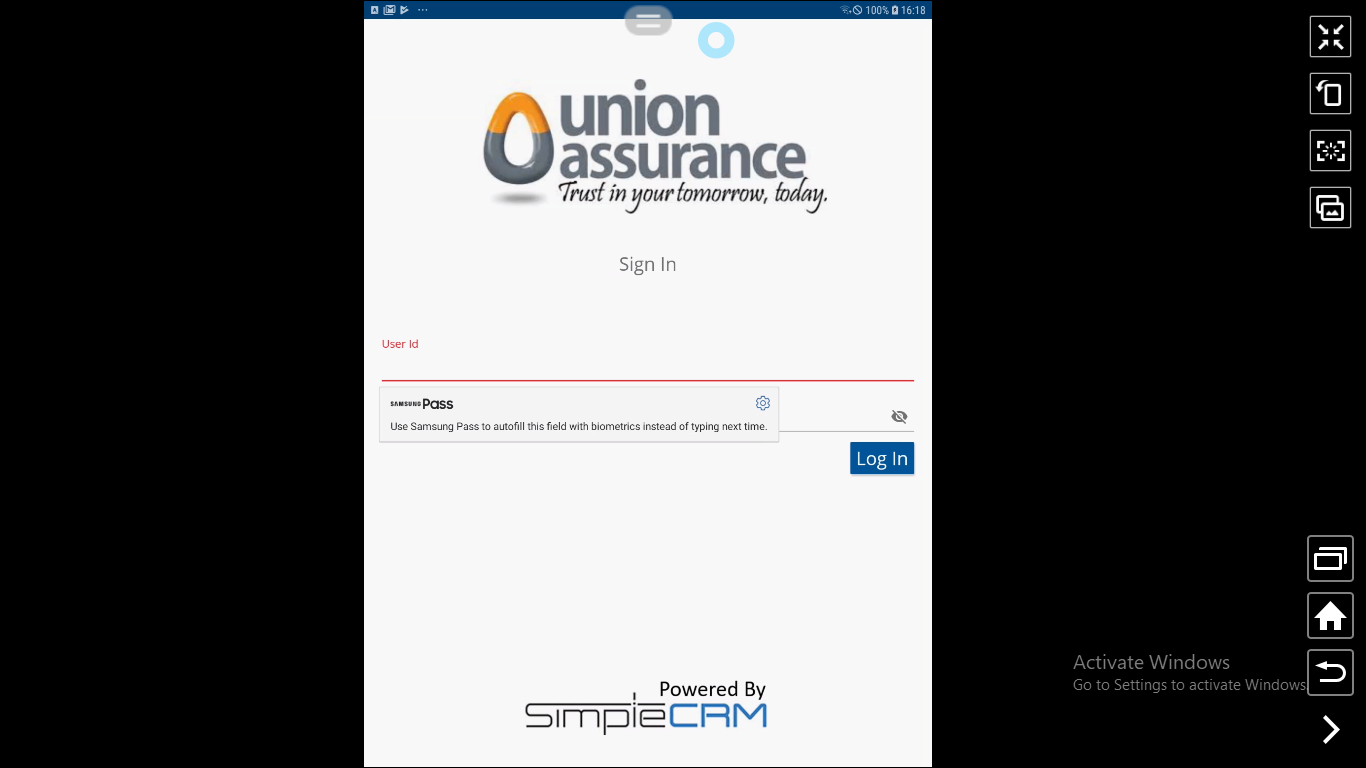 100% 16:18
union
assurance
Trust in your tomorrow, today.
Sign In
User Id
SAMSUNG Pass
Use Samsung Pass to autofill this field with biometrics instead of typing next time.
Log In
Powered By
SimpleCRM
Activate Windows
Go to Settings to activate Windows